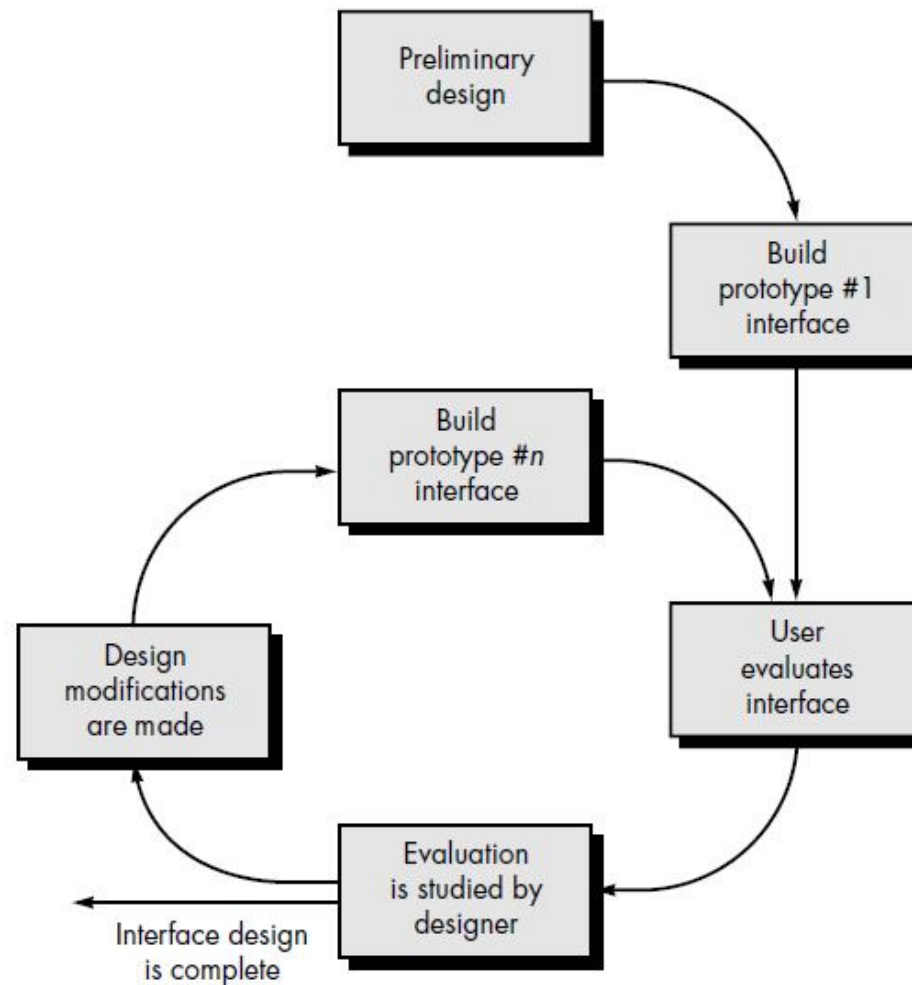 Preliminary
design
Build
prototype #1
interface
Build
prototype #n
interface
User
evaluates
interface
Design
modifications
are made
Evaluation
is studied by
designer
Interface design
is complete